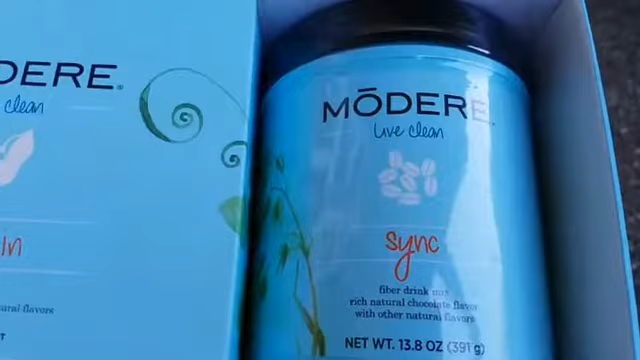 MODERE
clean
in
natural flavors
MŌDERE
Live clean
sync
fiber drink mix
rich natural chocolate flavor
with other natural flavors
NET WT. 13.8 OZ (391 g)